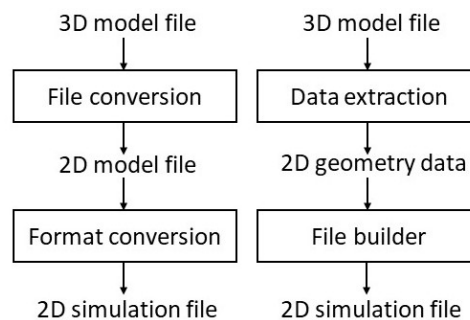 3D model file
File conversion
2D model file
Format conversion
2D simulation file
3D model file
Data extraction
2D geometry data
File builder
2D simulation file